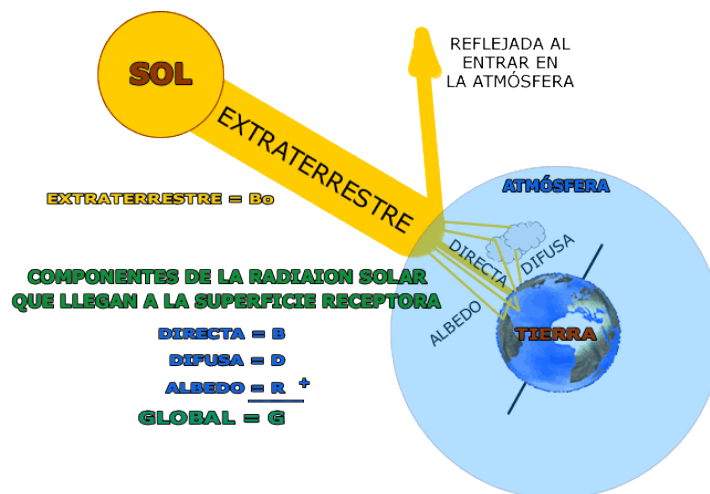 SOL
EXTRATERRESTRE
REFLEJADA AL
ENTRAR EN
LA ATMÓSFERA
ATMÓSFERA
EXTRATERRESTRE = Bo
DIRECTA
DIFUSA
ALBEDO
TIERRA
COMPONENTES DE LA RADIAION SOLAR
QUE LLEGAN A LA SUPERFICIE RECEPTORA
DIRECTA = B
DIFUSA = D
ALBEDO = R +
GLOBAL = G